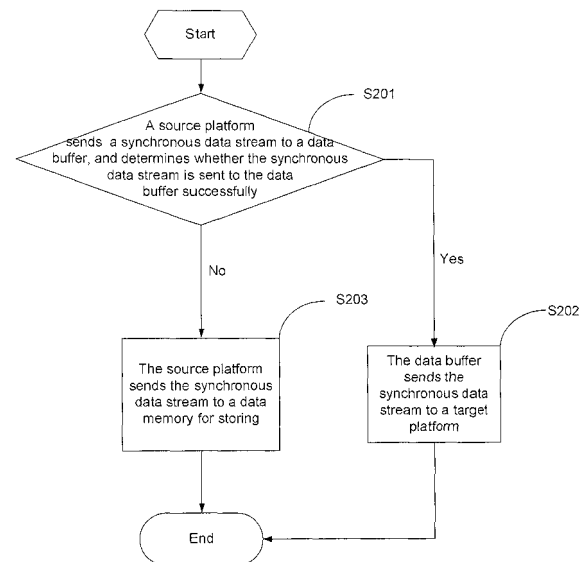 Start
S201
A source platform
sends a synchronous data stream to a data
buffer, and determines whether the synchronous
data stream is sent to the data
buffer successfully
No
Yes
S203
S202
The source platform
sends the synchronous
data stream to a data
memory for storing
The data buffer
sends the
synchronous data
stream to a target
platform
End